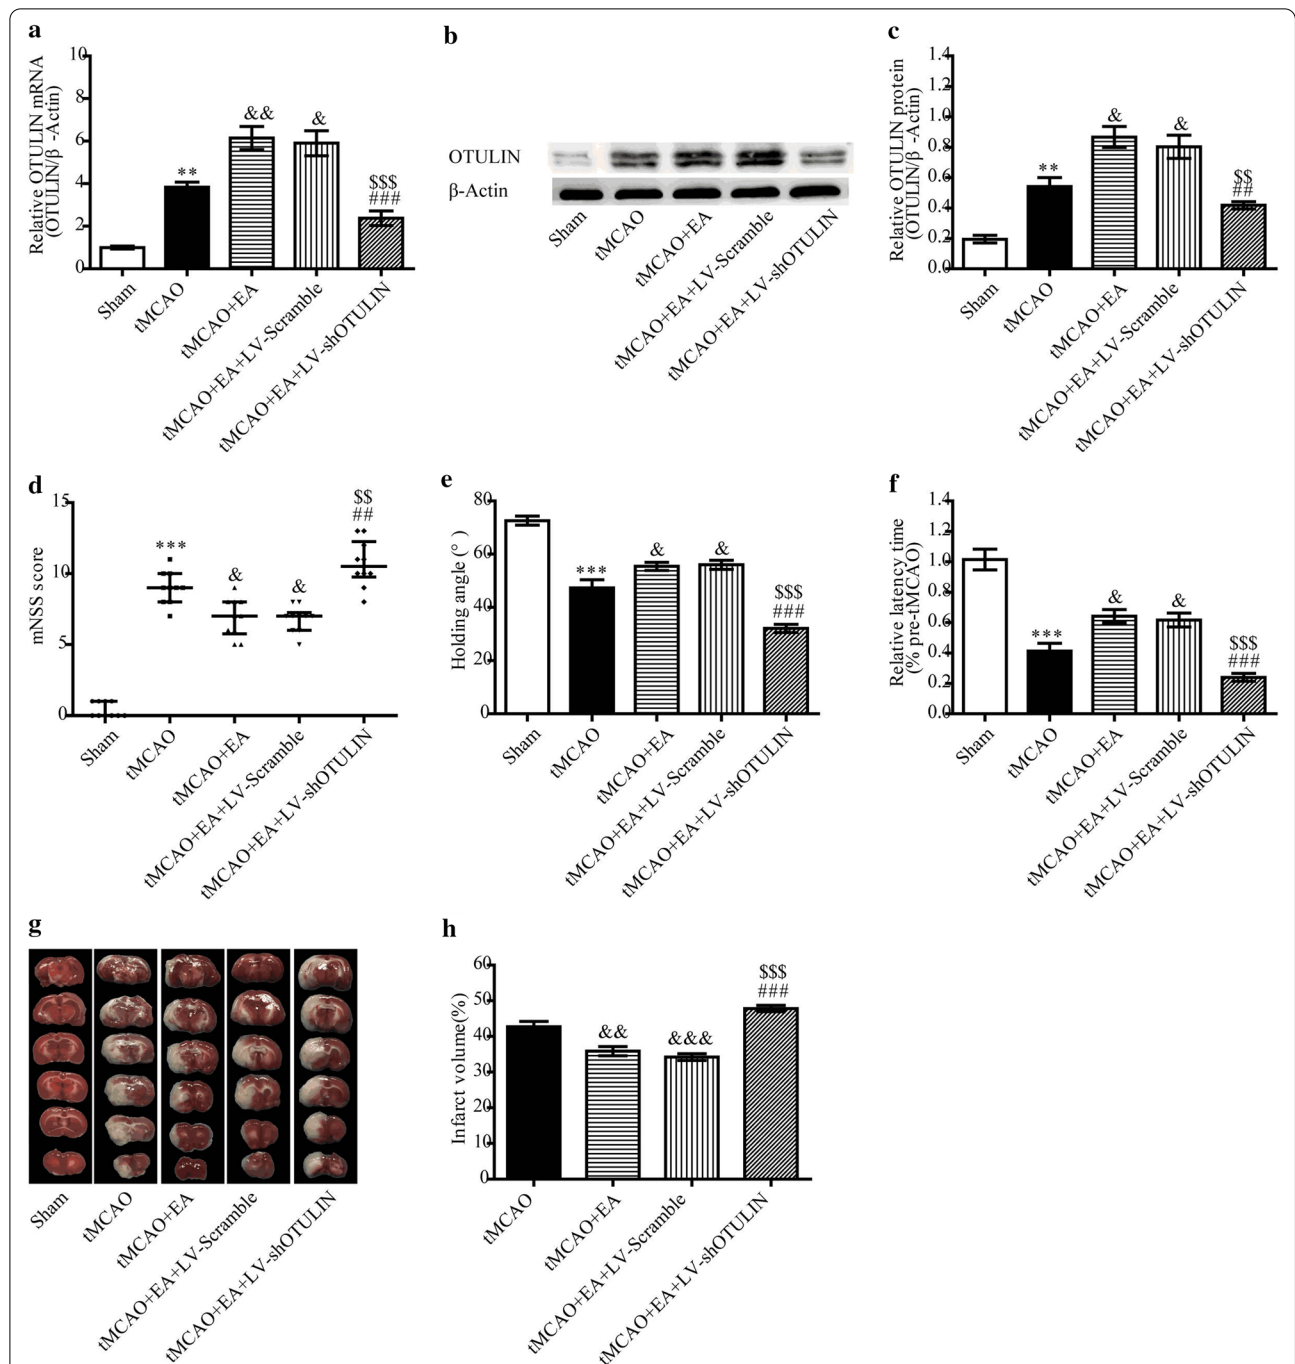 a
Relative OTULIN mRNA
(OTULIN/β -Actin)
10
8
6
4
2
0
**
&&
&
$$$
###
Sham
tMCAO
tMCAO+EA
tMCAO+EA+LV-Scramble
tMCAO+EA+LV-shOTULIN
b
OTULIN
β-Actin
Sham
tMCAO
tMCAO+EA
tMCAO+EA+LV-Scramble
tMCAO+EA+LV-shOTULIN
c
Relative OTULIN protein
(OTULIN/β -Actin)
1.4
1.2
1.0
0.8
0.6
0.4
0.2
0.0
**
&
&
$$
##
Sham
tMCAO
tMCAO+EA
tMCAO+EA+LV-Scramble
tMCAO+EA+LV-shOTULIN
d
mNSS score
15
10
5
0
***
&
&
$$
##
Sham
tMCAO
tMCAO+EA
tMCAO+EA+LV-Scramble
tMCAO+EA+LV-shOTULIN
e
Holding angle (° )
80
60
40
20
0
***
&
&
$$$
###
Sham
tMCAO
tMCAO+EA
tMCAO+EA+LV-Scramble
tMCAO+EA+LV-shOTULIN
f
Relative latency time
(% pre-tMCAO)
1.4
1.2
1.0
0.8
0.6
0.4
0.2
0.0
***
&
&
$$$
###
Sham
tMCAO
tMCAO+EA
tMCAO+EA+LV-Scramble
tMCAO+EA+LV-shOTULIN
g
Sham
tMCAO
tMCAO+EA
tMCAO+EA+LV-Scramble
tMCAO+EA+LV-shOTULIN
h
Infarct volume(%)
60
50
40
30
20
10
0
&&
&&&
$$$
###
tMCAO
tMCAO+EA
tMCAO+EA+LV-Scramble
tMCAO+EA+LV-shOTULIN